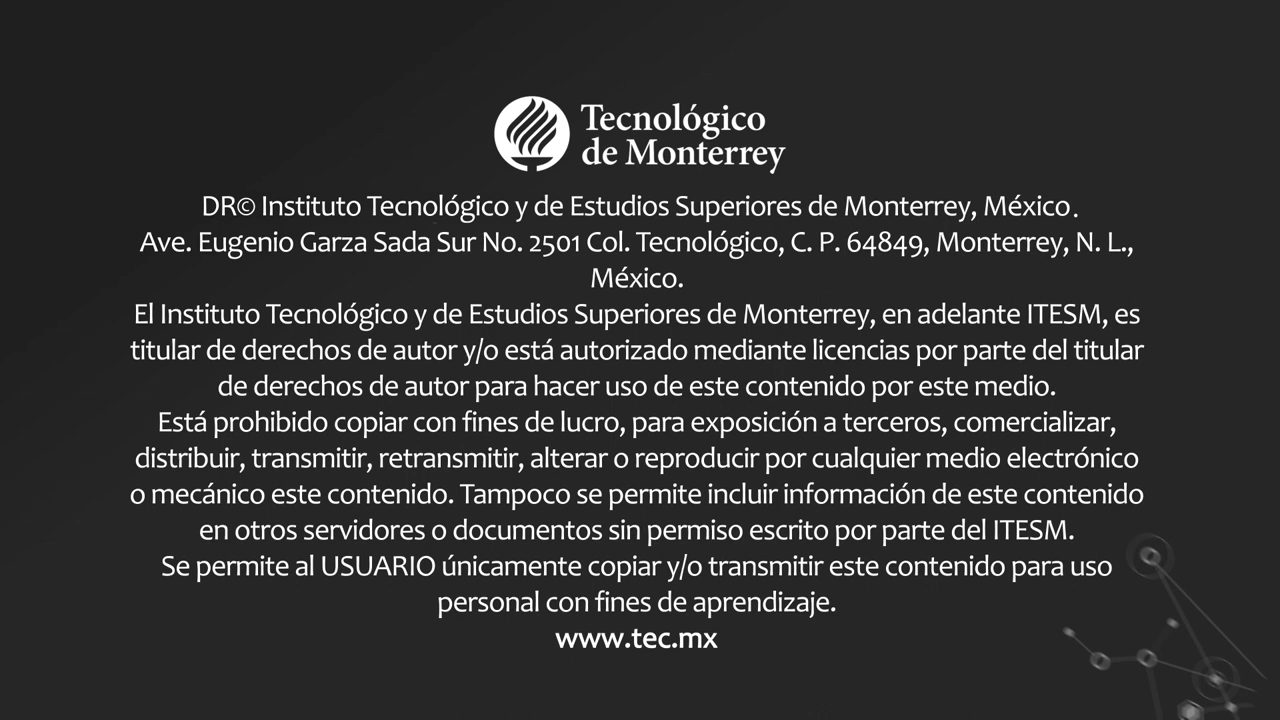 Tecnológico
de Monterrey
DR© Instituto Tecnológico y de Estudios Superiores de Monterrey, México.
Ave. Eugenio Garza Sada Sur No. 2501 Col. Tecnológico, C. P. 64849, Monterrey, N. L.,
México.
El Instituto Tecnológico y de Estudios Superiores de Monterrey, en adelante ITESM, es
titular de derechos de autor y/o está autorizado mediante licencias por parte del titular
de derechos de autor para hacer uso de este contenido por este medio.
Está prohibido copiar con fines de lucro, para exposición a terceros, comercializar,
distribuir, transmitir, retransmitir, alterar o reproducir por cualquier medio electrónico
o mecánico este contenido. Tampoco se permite incluir información de este contenido
en otros servidores o documentos sin permiso escrito por parte del ITESM.
Se permite al USUARIO únicamente copiar y/o transmitir este contenido para uso
personal con fines de aprendizaje.
www.tec.mx